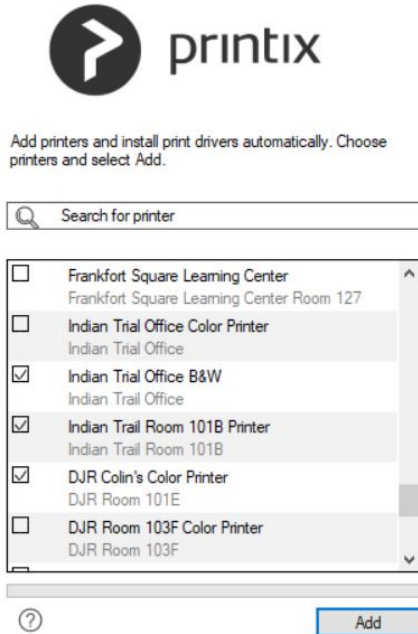 printix
Add printers and install print drivers automatically. Choose
printers and select Add.
Search for printer
Frankfort Square Learning Center
Frankfort Square Learning Center Room 127
Indian Trial Office Color Printer
Indian Trial Office
Indian Trial Office B&W
Indian Trail Office
Indian Trail Room 101B Printer
Indian Trail Room 101B
DJR Colin's Color Printer
DJR Room 101E
DJR Room 103F Color Printer
DJR Room 103F
?
Add